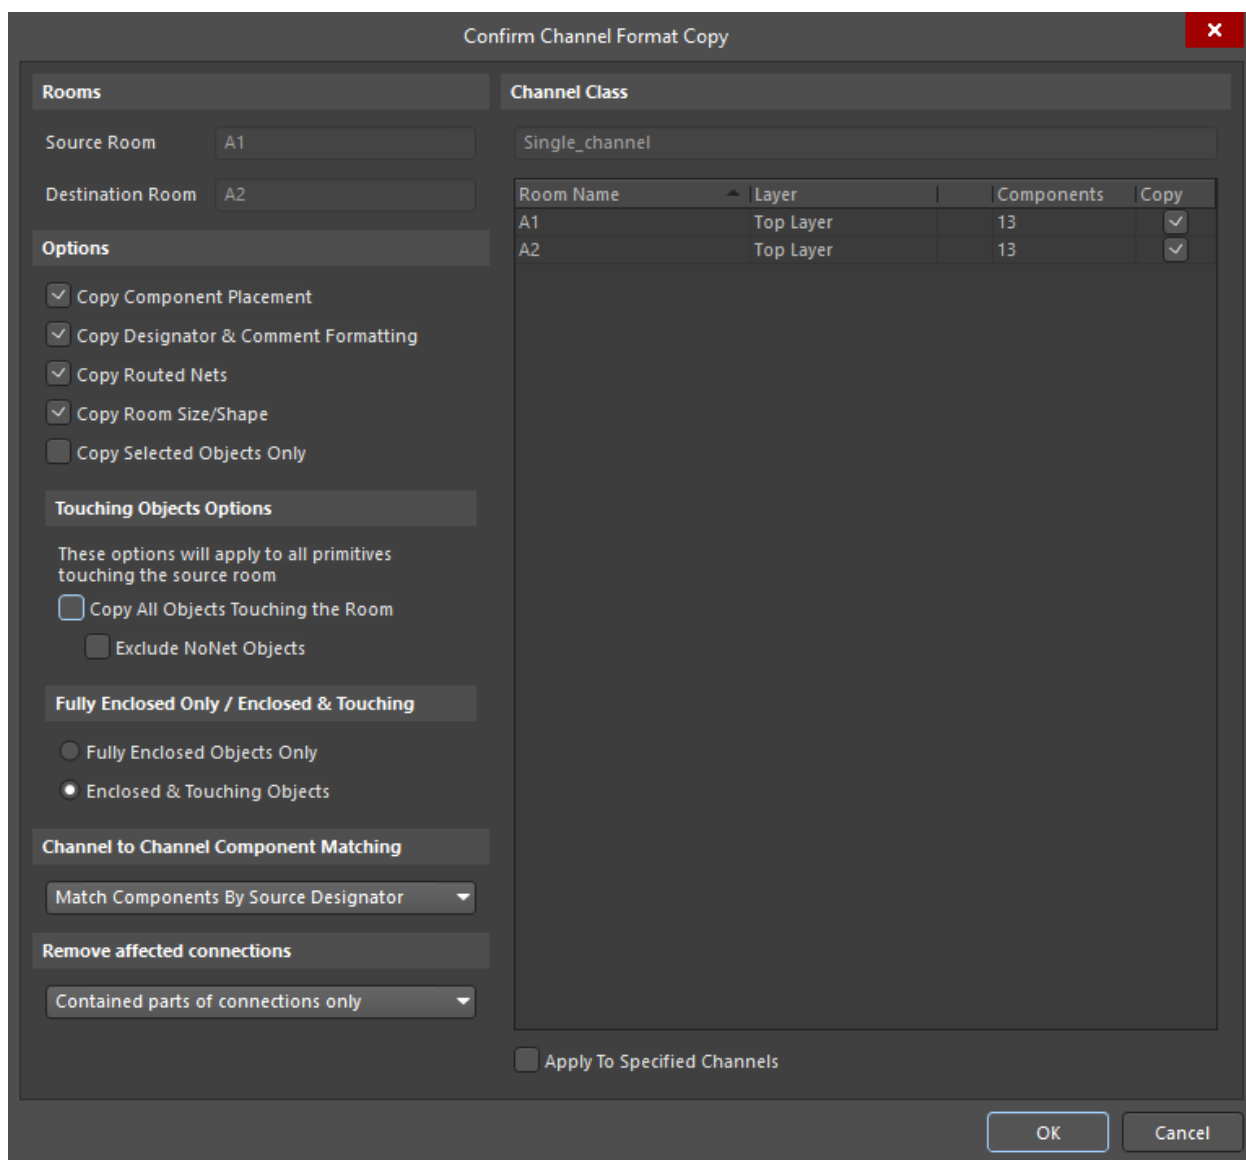 Confirm Channel Format Copy
Rooms
Source Room A1
Destination Room A2
Options
Copy Component Placement
Copy Designator & Comment Formatting
Copy Routed Nets
Copy Room Size/Shape
Copy Selected Objects Only
Touching Objects Options
These options will apply to all primitives
touching the source room
Copy All Objects Touching the Room
Exclude NoNet Objects
Fully Enclosed Only / Enclosed & Touching
Fully Enclosed Objects Only
Enclosed & Touching Objects
Channel to Channel Component Matching
Match Components By Source Designator
Remove affected connections
Contained parts of connections only
Channel Class
Single_channel
Room Name Layer Components Copy
A1 Top Layer 13
A2 Top Layer 13
Apply To Specified Channels
OK Cancel